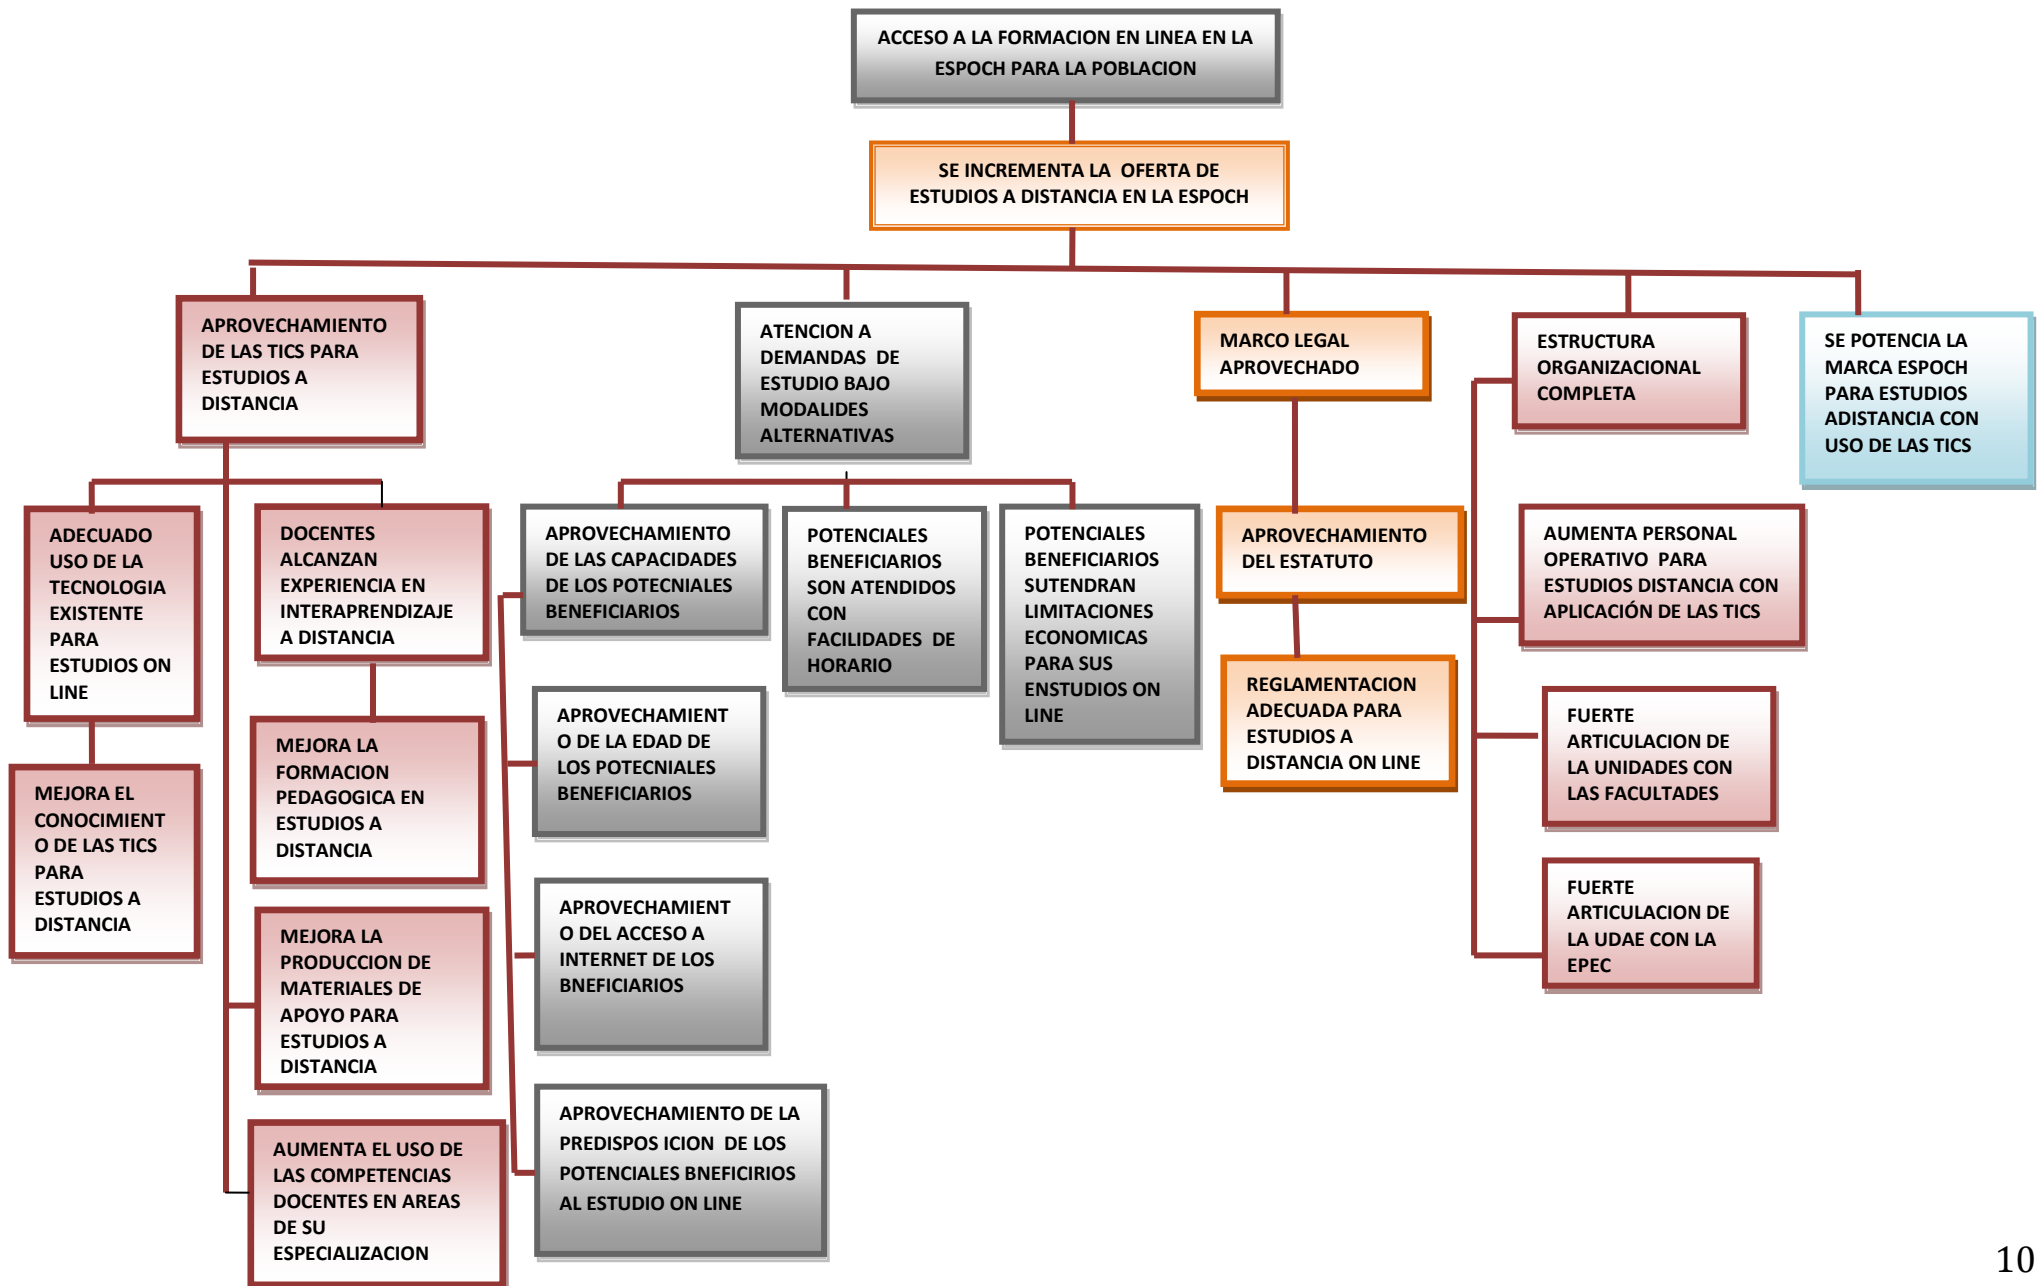 ACCESO A LA FORMACION EN LINEA EN LA
ESPOCH PARA LA POBLACION
SE INCREMENTA LA OFERTA DE
ESTUDIOS A DISTANCIA EN LA ESPOCH
APROVECHAMIENTO
DE LAS TICS PARA
ESTUDIOS A
DISTANCIA
ATENCION A
DEMANDAS DE
ESTUDIO BAJO
MODALIDES
ALTERNATIVAS
MARCO LEGAL
APROVECHADO
ESTRUCTURA
ORGANIZACIONAL
COMPLETA
SE POTENCIA LA
MARCA ESPOCH
PARA ESTUDIOS
ADISTANCIA CON
USO DE LAS TICS
ADECUADO
USO DE LA
TECNOLOGIA
EXISTENTE
PARA
ESTUDIOS ON
LINE
DOCENTES
ALCANZAN
EXPERIENCIA EN
INTERAPRENDIZAJE
A DISTANCIA
APROVECHAMIENTO
DE LAS CAPACIDADES
DE LOS POTECNIALES
BENEFICIARIOS
POTENCIALES
BENEFICIARIOS
SON ATENDIDOS
CON
FACILIDADES DE
HORARIO
POTENCIALES
BENEFICIARIOS
SUTENDRAN
LIMITACIONES
ECONOMICAS
PARA SUS
ENSTUDIOS ON
LINE
APROVECHAMIENTO
DEL ESTATUTO
AUMENTA PERSONAL
OPERATIVO PARA
ESTUDIOS DISTANCIA CON
APLICACIÓN DE LAS TICS
MEJORA EL
CONOCIMIENT
O DE LAS TICS
PARA
ESTUDIOS A
DISTANCIA
MEJORA LA
FORMACION
PEDAGOGICA EN
ESTUDIOS A
DISTANCIA
APROVECHAMIENT
O DE LA EDAD DE
LOS POTECNIALES
BENEFICIARIOS
REGLAMENTACION
ADECUADA PARA
ESTUDIOS A
DISTANCIA ON LINE
FUERTE
ARTICULACION DE
LA UNIDADES CON
LAS FACULTADES
MEJORA LA
PRODUCCION DE
MATERIALES DE
APOYO PARA
ESTUDIOS A
DISTANCIA
APROVECHAMIENT
O DEL ACCESO A
INTERNET DE LOS
BNEFICIARIOS
FUERTE
ARTICULACION DE
LA UDAE CON LA
EPEC
AUMENTA EL USO DE
LAS COMPETENCIAS
DOCENTES EN AREAS
DE SU
ESPECIALIZACION
APROVECHAMIENTO DE LA
PREDISPOS ICION DE LOS
POTENCIALES BNEFICIRIOS
AL ESTUDIO ON LINE
10